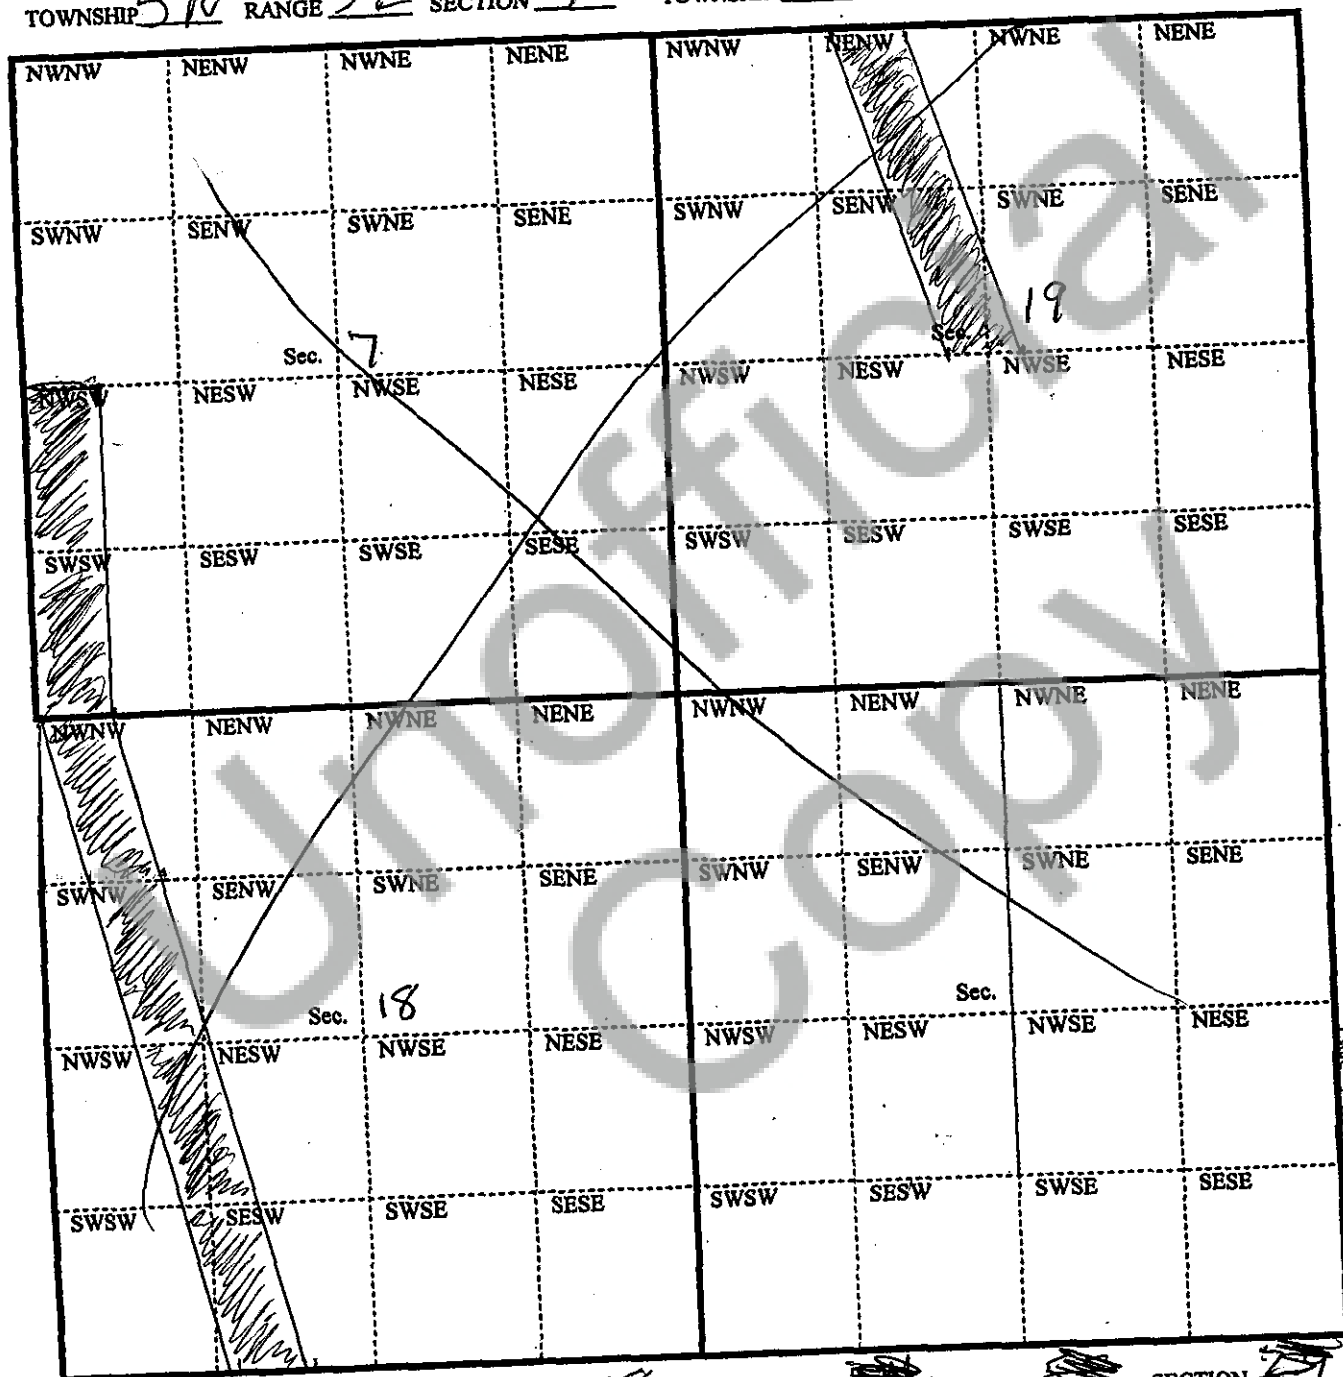 TOWNSHIP 5N RANGE SECTION
NWNW NENW NWNE NENE NWNW NENW NWNE NENE
SWNW SENW SWNE SENE SWNW SENW SWNE SENE
Sec. 7 Sec. 19
NWSW NESW NWSE NESE NWSW NESW NWSE NESE
SWSW SESW SWSE SESE SWSW SESW SWSE SESE
NWNW NENW NWNE NENE NWNW NENW NWNE NENE
SWNW SENW SWNE SENE SWNW SENW SWNE SENE
Sec. 18 Sec.
NWSW NESW NWSE NESE NWSW NESW NWSE NESE
SWSW SESW SWSE SESE SWSW SESW SWSE SESE
SECTION
Unofficial
Copy